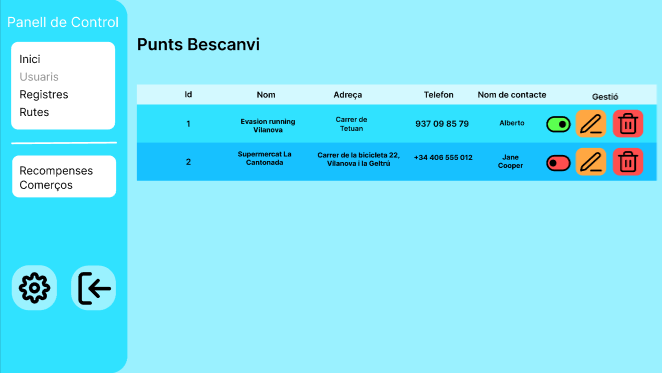 Panell de Control
Inici
Usuaris
Registres
Rutes
Recompenses
Comerços
Punts Bescanvi
Id Nom Adreça Telefon Nom de contacte Gestió
1 Evasion running Vilanova Carrer de Tetuan 937 09 85 79 Alberto
2 Supermercat La Cantonada Carrer de la bicicleta 22, Vilanova i la Geltrú +34 406 555 012 Jane Cooper